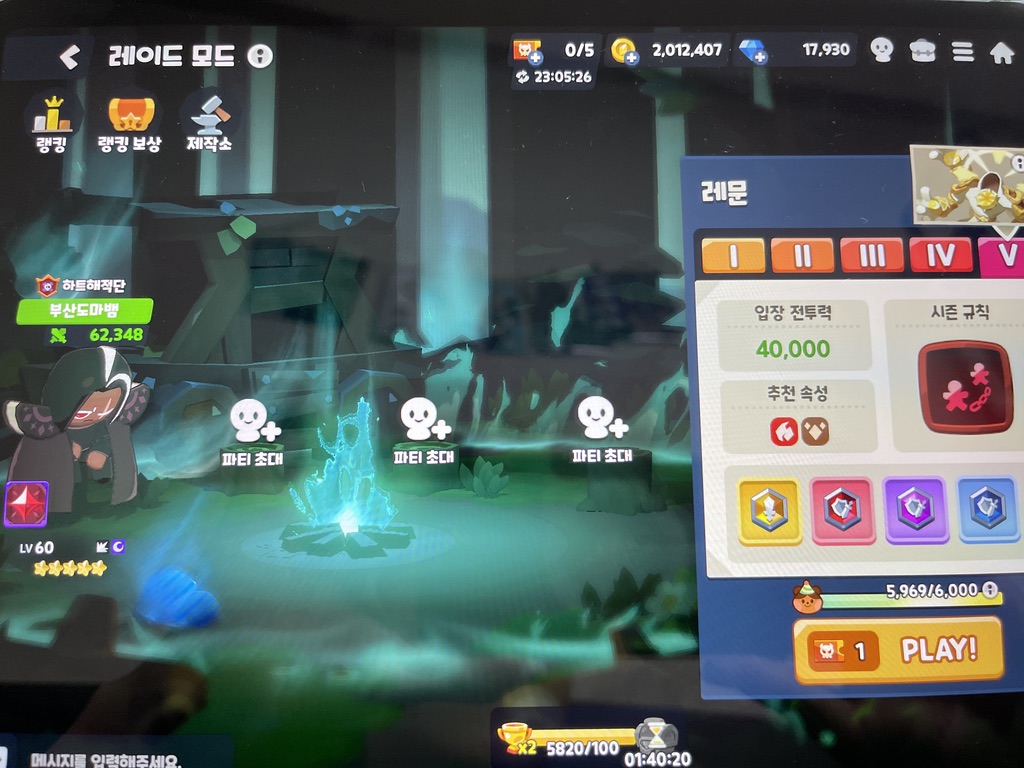 레이드 모드
0/5
2,012,407
17,930
23:05:26
랭킹
랭킹 보상
제작소
레문
I
II
III
IV
V
하트해적단
부산도마뱀
62,348
입장 전투력
40,000
시즌 규칙
추천 속성
파티 초대
파티 초대
파티 초대
LV 60
5,969/6,000
1
PLAY!
x2
5820/100
01:40:20
메시지를 입력해주세요.